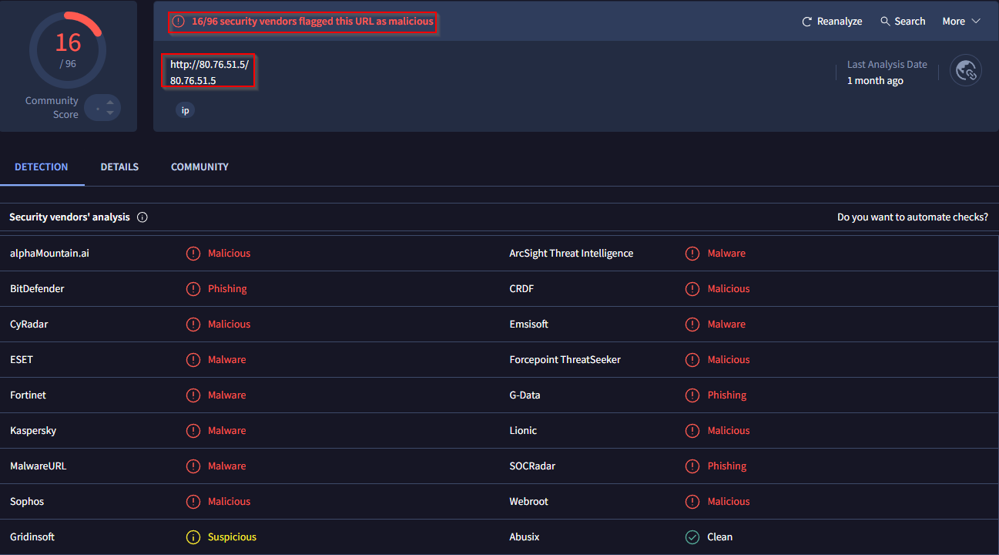 16
/ 96
Community
Score
16/96 security vendors flagged this URL as malicious
Reanalyze
Search
More
http://80.76.51.5/
80.76.51.5
ip
Last Analysis Date
1 month ago
DETECTION
DETAILS
COMMUNITY
Security vendors' analysis
Do you want to automate checks?
alphaMountain.ai Malicious ArcSight Threat Intelligence Malware
BitDefender Phishing CRDF Malicious
CyRadar Malicious Emsisoft Malware
ESET Malware Forcepoint ThreatSeeker Malicious
Fortinet Malware G-Data Phishing
Kaspersky Malware Lionic Malicious
MalwareURL Malware SOCRadar Phishing
Sophos Malicious Webroot Malicious
Gridinsoft Suspicious Abusix Clean